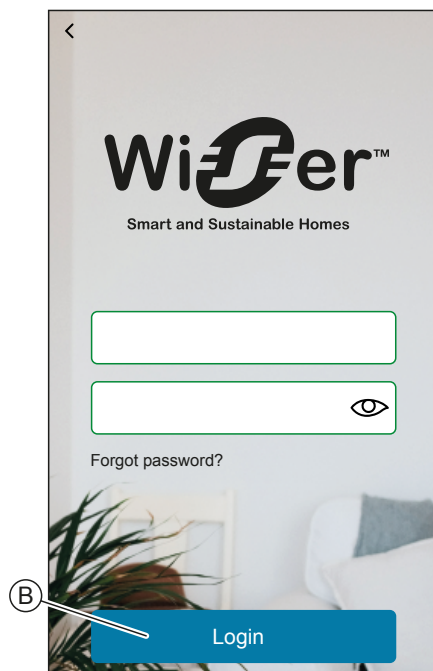 Wiser™
Smart and Sustainable Homes
Forgot password?
B
Login